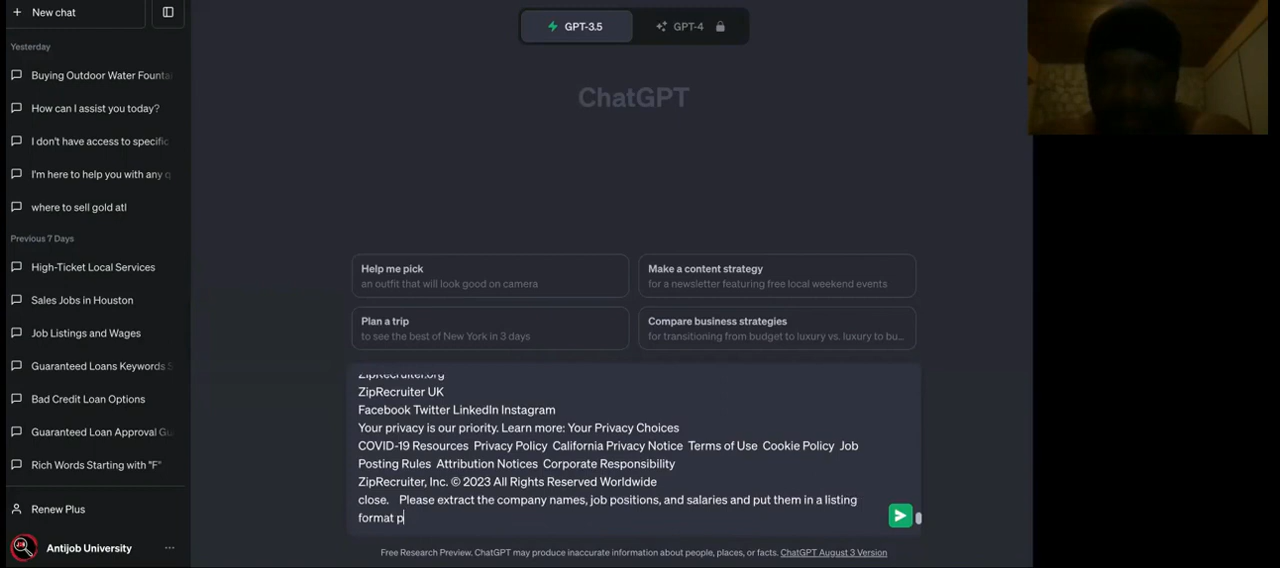 New chat
GPT-3.5
GPT-4
Yesterday
Buying Outdoor Water Founta
How can I assist you today?
I don't have access to specific
I'm here to help you with any q
where to sell gold atl
Previous 7 Days
High-Ticket Local Services
Sales Jobs in Houston
Job Listings and Wages
Guaranteed Loans Keywords S
Bad Credit Loan Options
Guaranteed Loan Approval Gu
Rich Words Starting with "F"
Renew Plus
Antijob University
ChatGPT
Help me pick
an outfit that will look good on camera
Make a content strategy
for a newsletter featuring free local weekend events
Plan a trip
to see the best of New York in 3 days
Compare business strategies
for transitioning from budget to luxury vs. luxury to bu...
ZipRecruiter.org
ZipRecruiter UK
Facebook Twitter LinkedIn Instagram
Your privacy is our priority. Learn more: Your Privacy Choices
COVID-19 Resources Privacy Policy California Privacy Notice Terms of Use Cookie Policy Job
Posting Rules Attribution Notices Corporate Responsibility
ZipRecruiter, Inc. © 2023 All Rights Reserved Worldwide
close. Please extract the company names, job positions, and salaries and put them in a listing
format p
Free Research Preview. ChatGPT may produce inaccurate information about people, places, or facts. ChatGPT August 3 Version